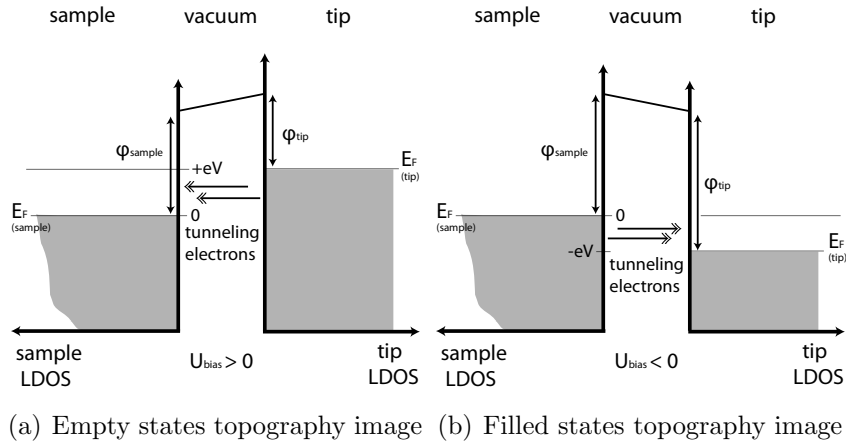 sample vacuum tip
φsample
φtip
+eV
EF
(tip)
EF
(sample)
0
tunneling
electrons
sample
LDOS
Ubias > 0
tip
LDOS
(a) Empty states topography image
sample vacuum tip
φsample
φtip
EF
(sample)
0
-eV
EF
(tip)
tunneling
electrons
sample
LDOS
Ubias < 0
tip
LDOS
(b) Filled states topography image